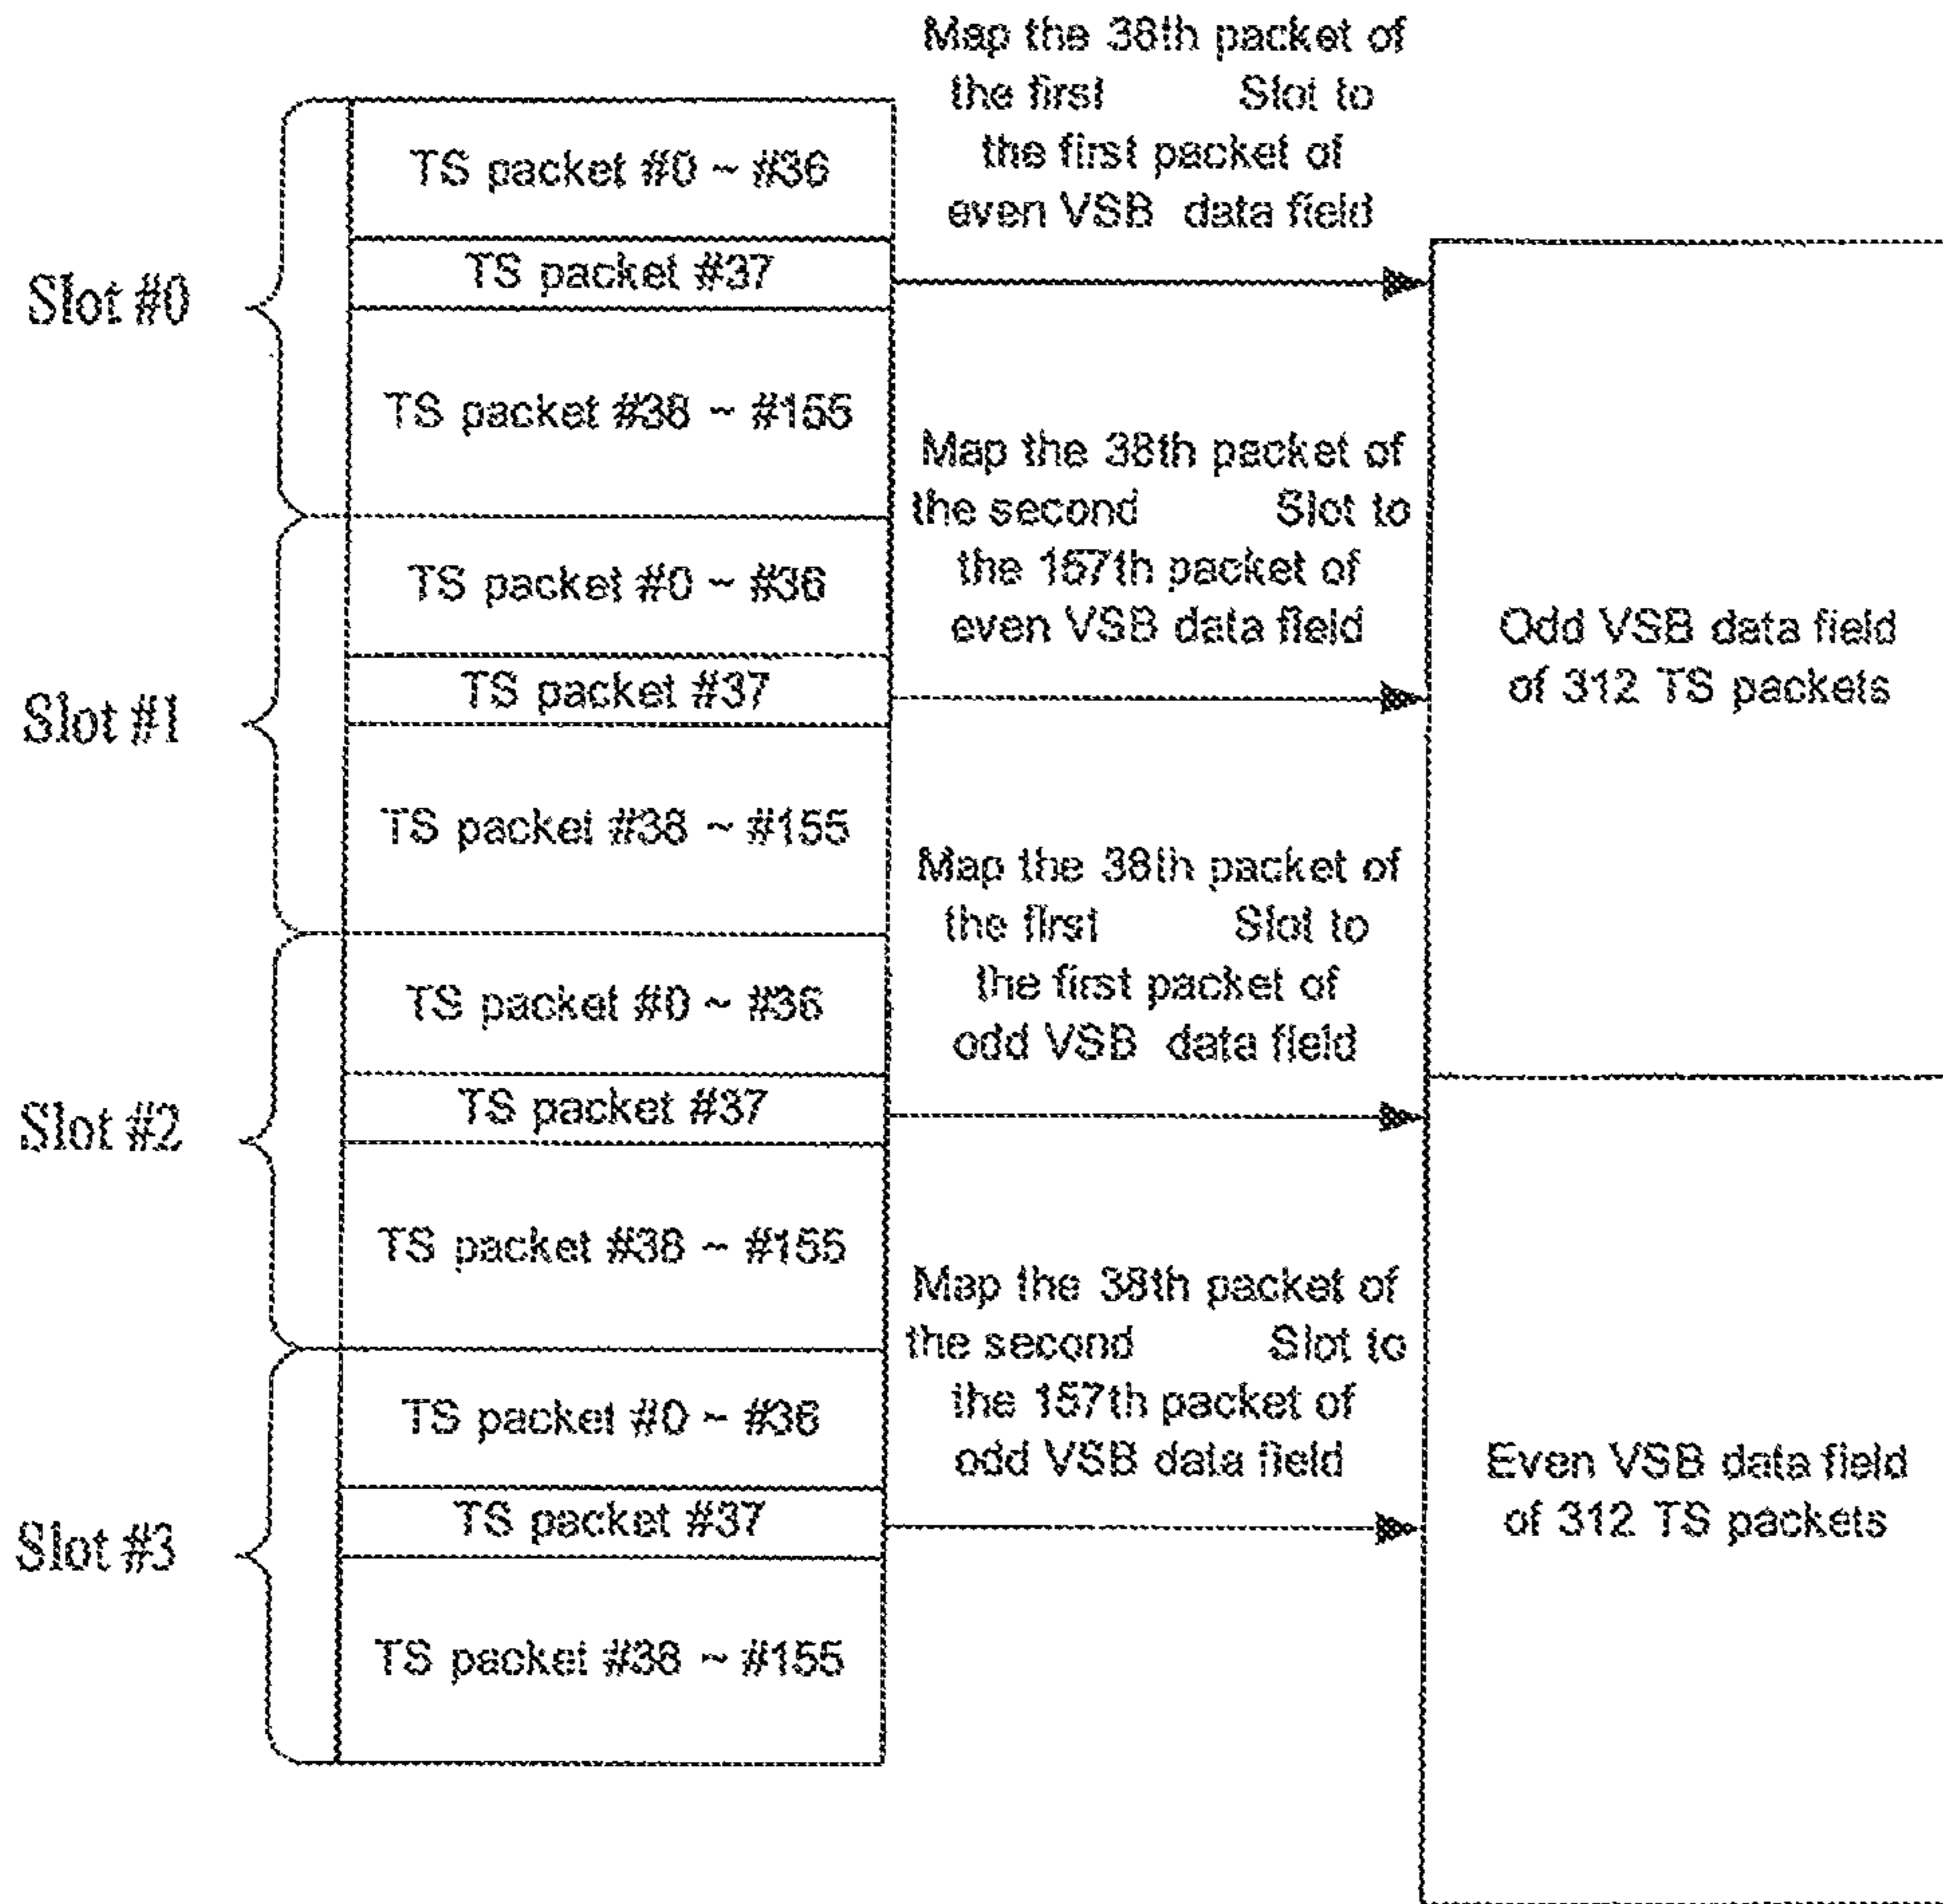 Map the 38th packet of
the first Slot to
the first packet of
even VSB data field
Slot #0
TS packet #0 ~ #36
TS packet #37
TS packet #38 ~ #155
Map the 38th packet of
the second Slot to
the 157th packet of
even VSB data field
Slot #1
TS packet #0 ~ #36
TS packet #37
TS packet #38 ~ #155
Odd VSB data field
of 312 TS packets
Map the 38th packet of
the first Slot to
the first packet of
odd VSB data field
Slot #2
TS packet #0 ~ #36
TS packet #37
TS packet #38 ~ #155
Map the 38th packet of
the second Slot to
the 157th packet of
odd VSB data field
Slot #3
TS packet #0 ~ #36
TS packet #37
TS packet #38 ~ #155
Even VSB data field
of 312 TS packets